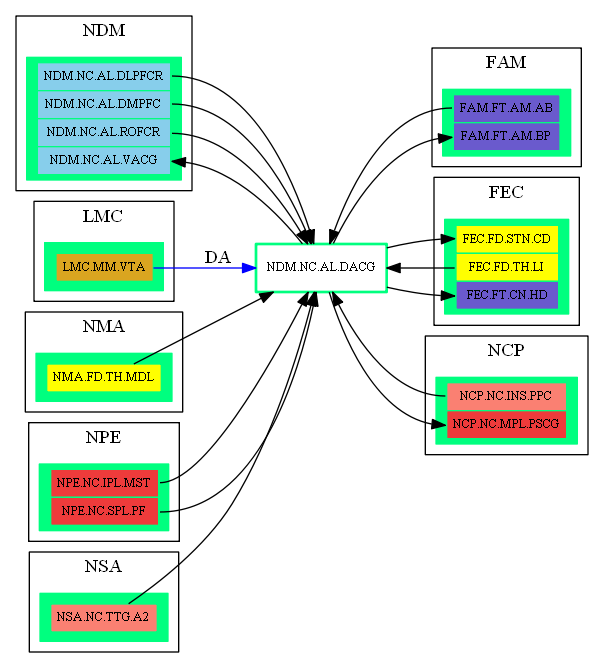 NDM
NDM.NC.AL.DLPFCR
NDM.NC.AL.DMPFC
NDM.NC.AL.ROFCR
NDM.NC.AL.VACG
LMC
LMC.MM.VTA
DA
NMA
NMA.FD.TH.MDL
NPE
NPE.NC.IPL.MST
NPE.NC.SPL.PF
NSA
NSA.NC.TTG.A2
NDM.NC.AL.DACG
FAM
FAM.FT.AM.AB
FAM.FT.AM.BP
FEC
FEC.FD.STN.CD
FEC.FD.TH.LI
FEC.FT.CN.HD
NCP
NCP.NC.INS.PPC
NCP.NC.MPL.PSCG